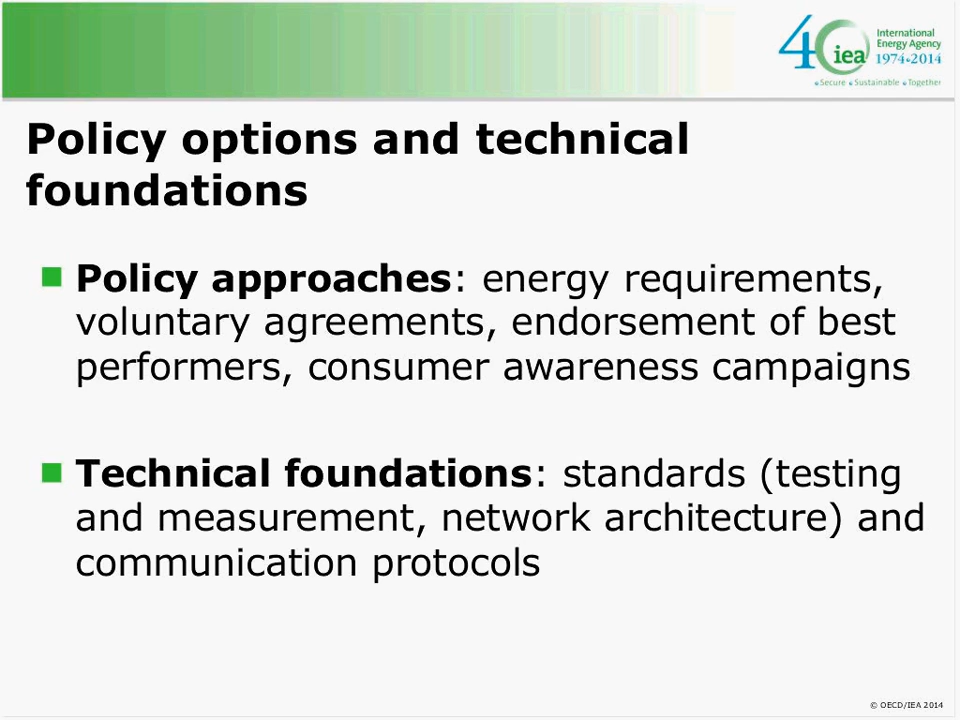 40 iea International
Energy Agency
1974•2014
Secure Sustainable Together
Policy options and technical
foundations
Policy approaches: energy requirements,
voluntary agreements, endorsement of best
performers, consumer awareness campaigns
Technical foundations: standards (testing
and measurement, network architecture) and
communication protocols
© OECD/IEA 2014